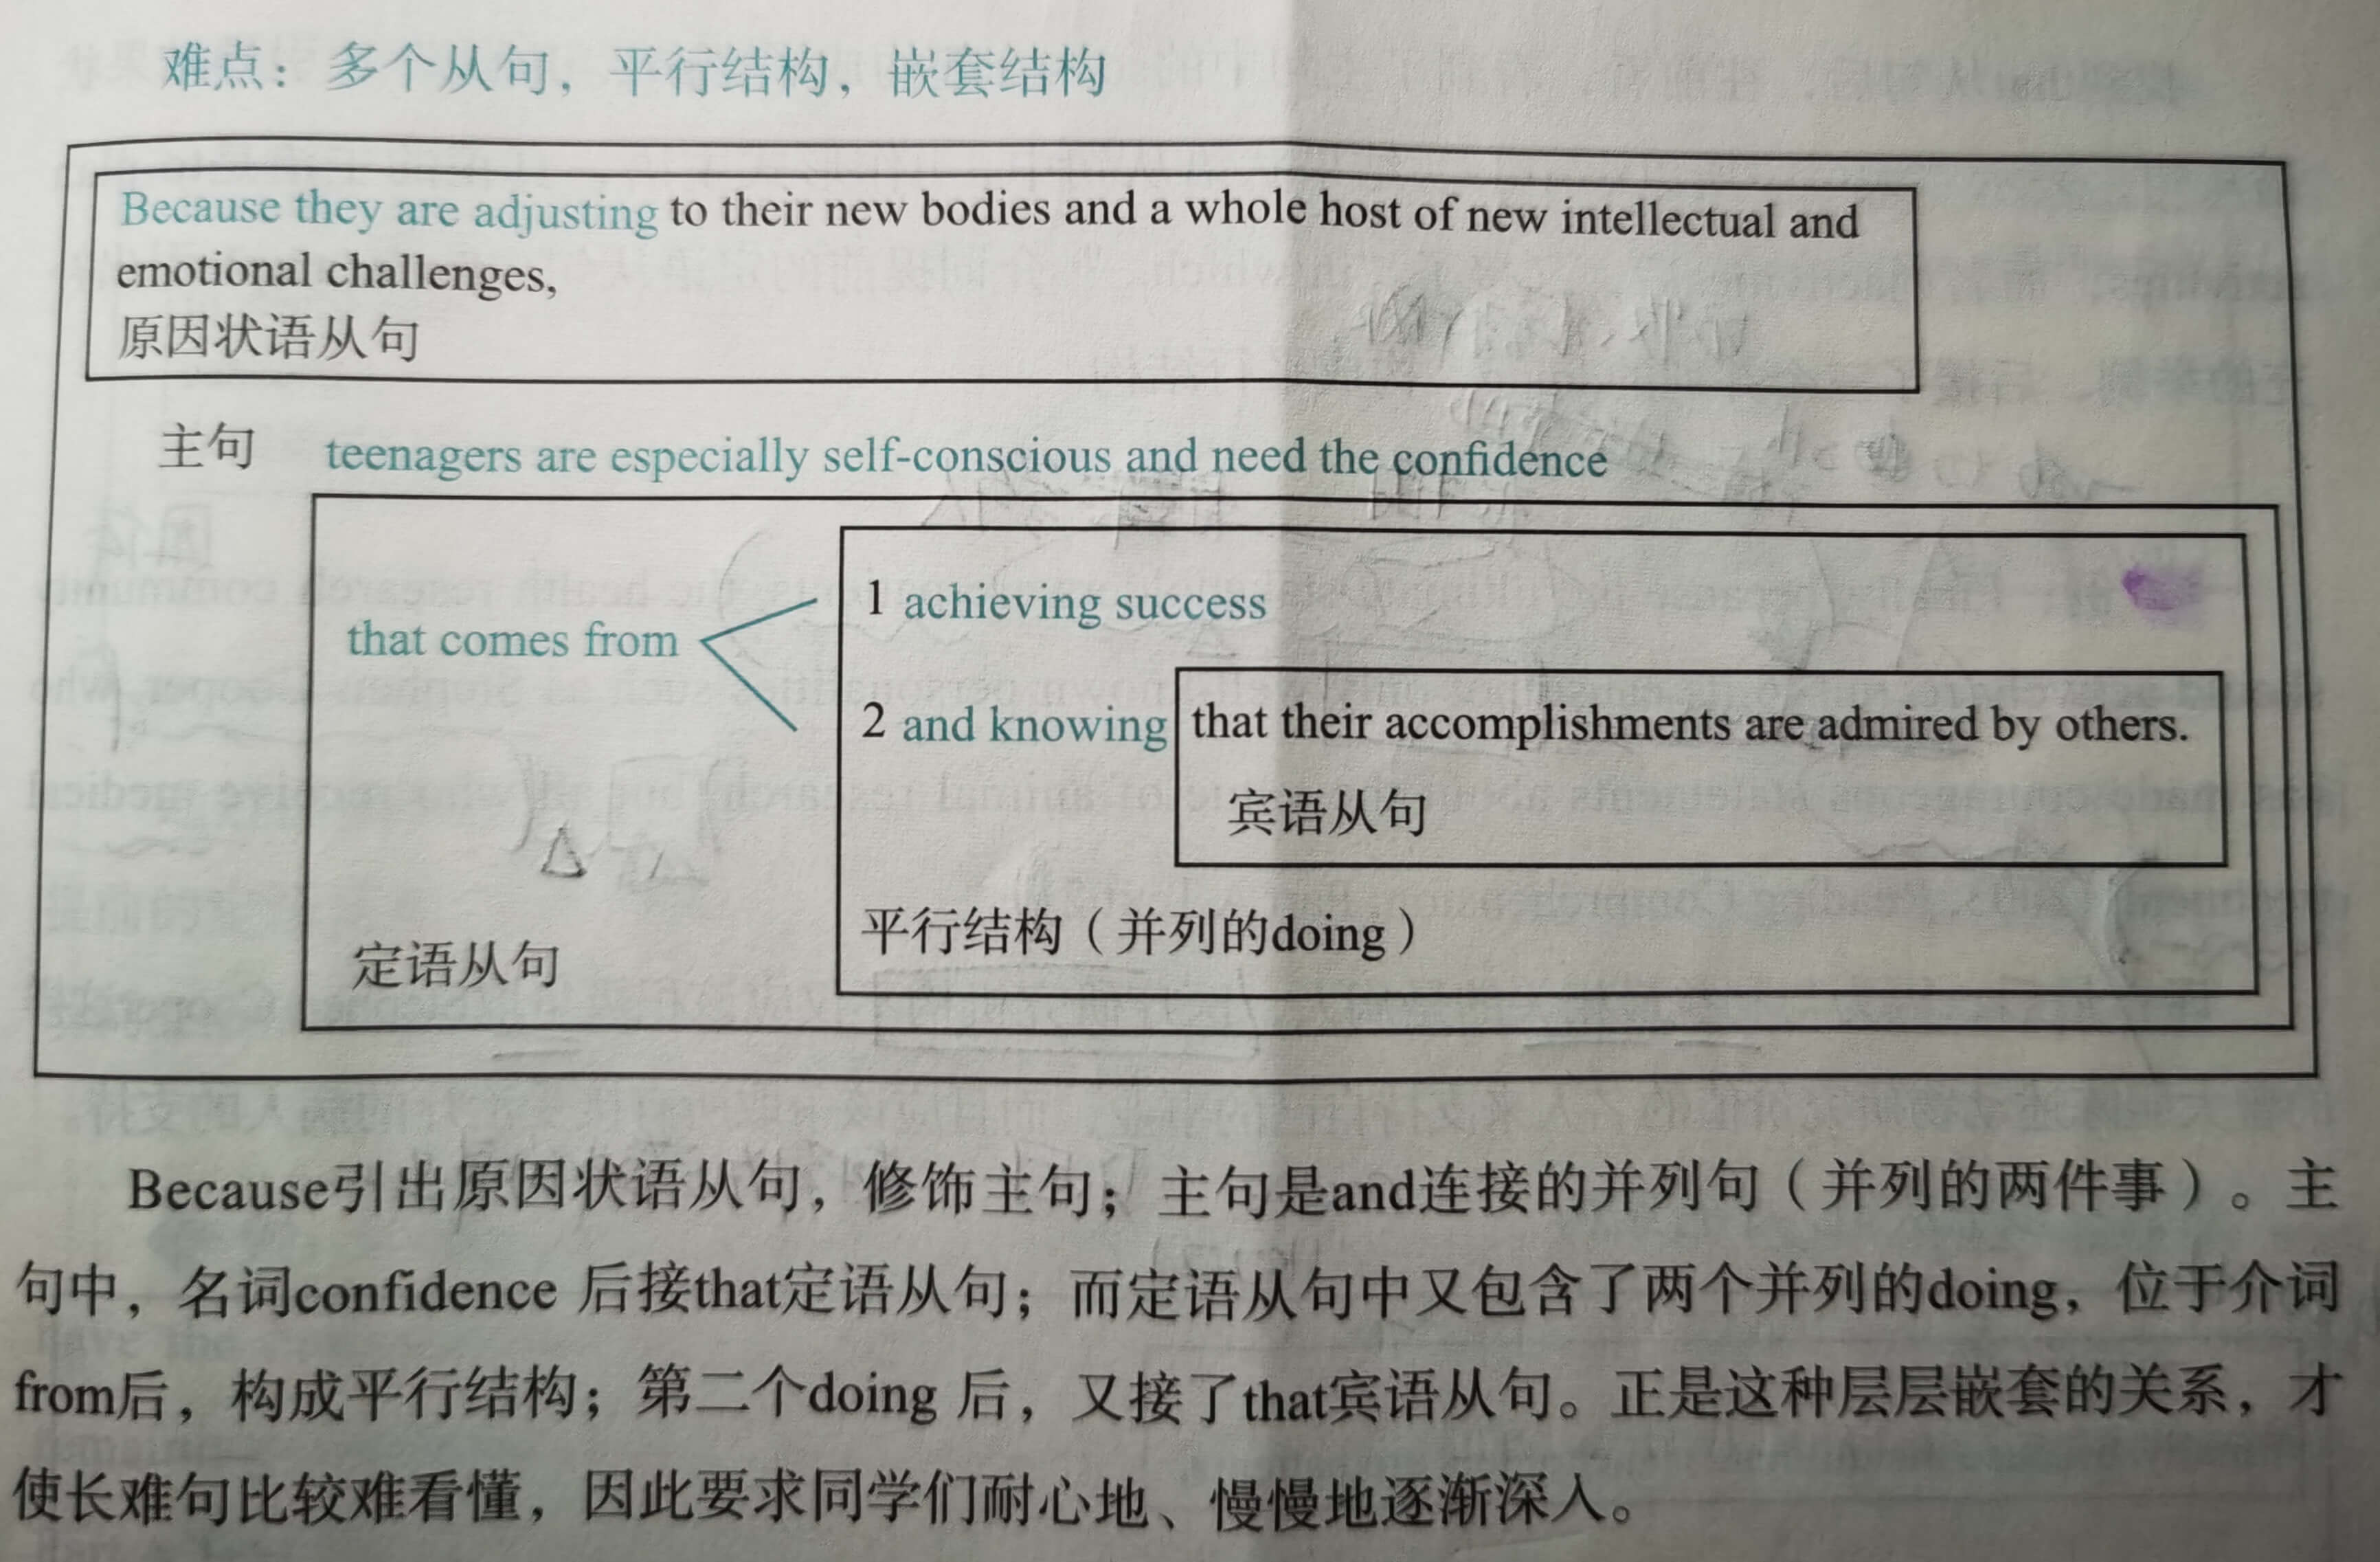 难点：多个从句，平行结构，嵌套结构
Because they are adjusting to their new bodies and a whole host of new intellectual and
emotional challenges,
原因状语从句
主句 teenagers are especially self-conscious and need the confidence
1 achieving success
that comes from
2 and knowing that their accomplishments are admired by others.
宾语从句
平行结构（并列的doing）
定语从句
Because引出原因状语从句，修饰主句；主句是and连接的并列句（并列的两件事）。主
句中，名词confidence 后接that定语从句；而定语从句中又包含了两个并列的doing，位于介词
from后，构成平行结构；第二个doing 后，又接了that宾语从句。正是这种层层嵌套的关系，才
使长难句比较难看懂，因此要求同学们耐心地、慢慢地逐渐深入。